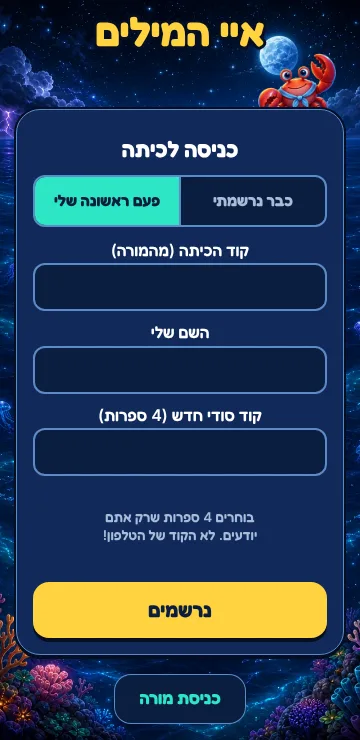 איי המילים
כניסה לכיתה
כבר נרשמתי
פעם ראשונה שלי
קוד הכיתה (מהמורה)
השם שלי
קוד סודי חדש (4 ספרות)
בוחרים 4 ספרות שרק אתם
יודעים. לא הקוד של הטלפון!
נרשמים
כניסת מורה